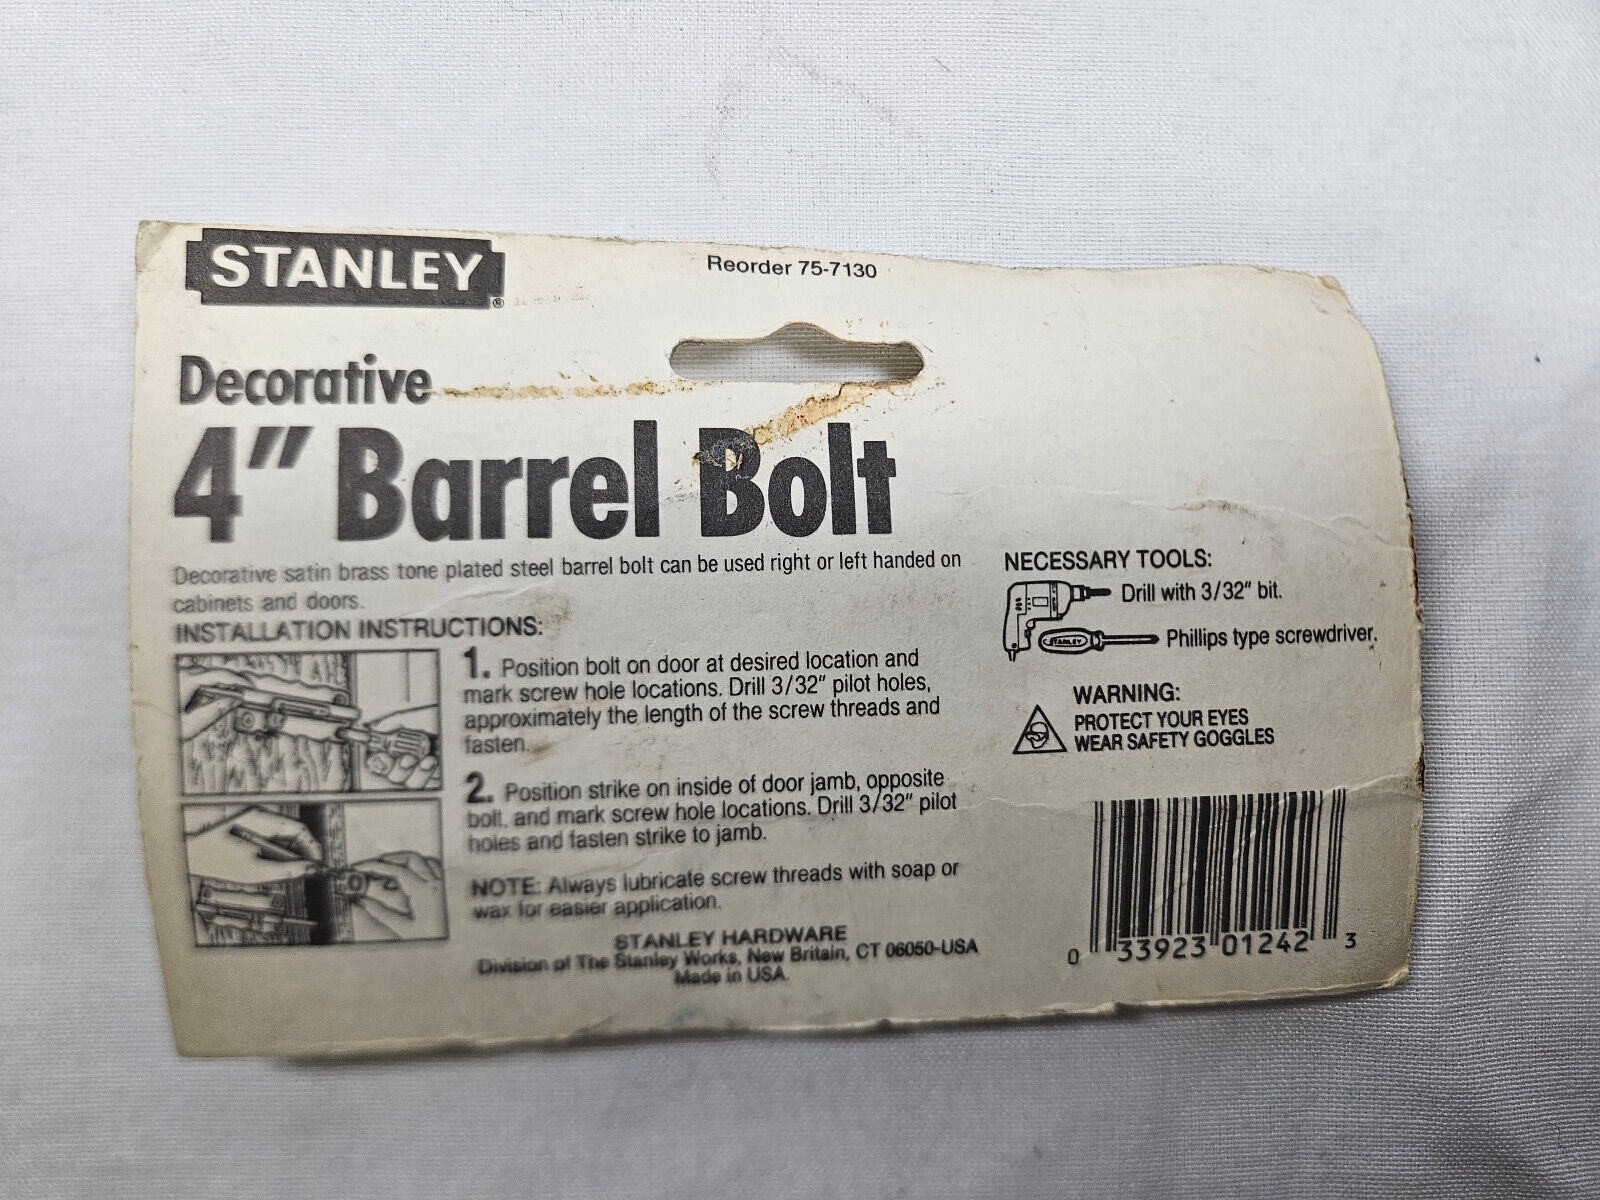 STANLEY®
Reorder 75-7130
Decorative
4" Barrel Bolt
Decorative satin brass tone plated steel barrel bolt can be used right or left handed on
cabinets and doors.
INSTALLATION INSTRUCTIONS:
1. Position bolt on door at desired location and
mark screw hole locations. Drill 3/32" pilot holes,
approximately the length of the screw threads and
fasten.
2. Position strike on inside of door jamb, opposite
bolt, and mark screw hole locations. Drill 3/32" pilot
holes and fasten strike to jamb.
NOTE: Always lubricate screw threads with soap or
wax for easier application.
STANLEY HARDWARE
Division of The Stanley Works, New Britain, CT 06050-USA
Made in USA.
NECESSARY TOOLS:
Drill with 3/32" bit.
STANLEY
Phillips type screwdriver.
WARNING:
PROTECT YOUR EYES
WEAR SAFETY GOGGLES
0 33923 01242 3